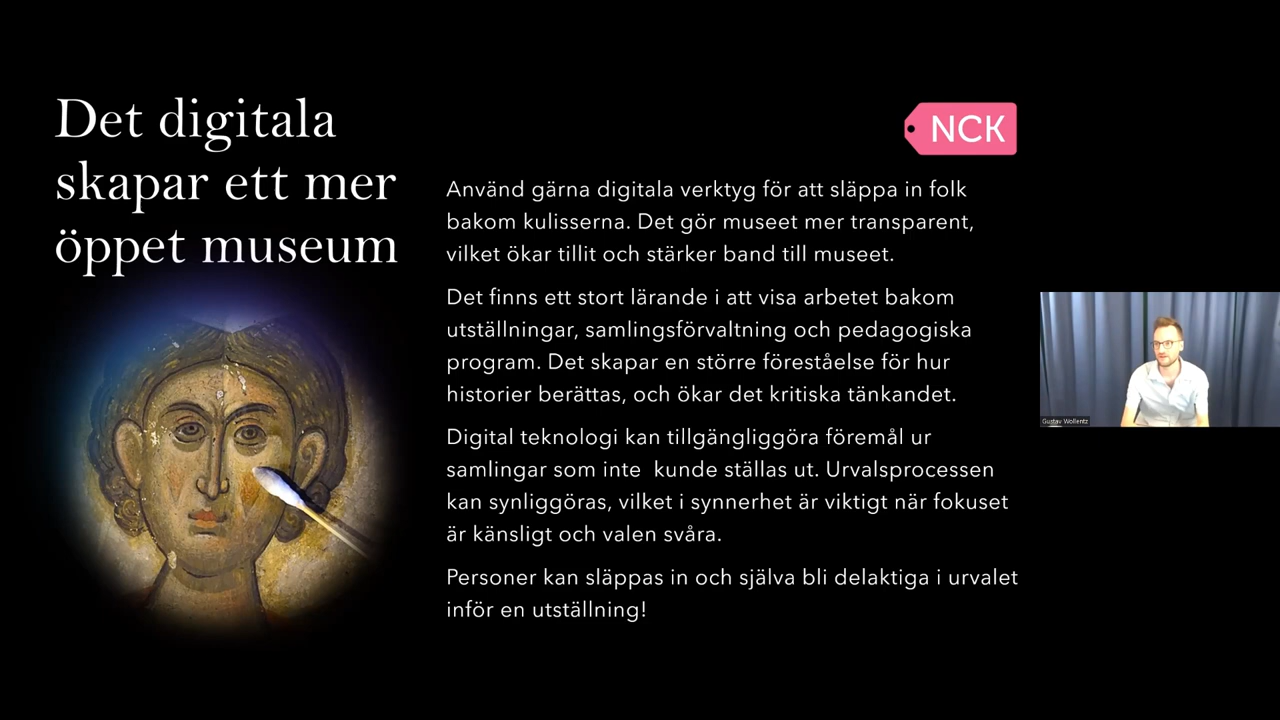 Det digitala
skapar ett mer
öppet museum
NCK
Använd gärna digitala verktyg för att släppa in folk
bakom kulisserna. Det gör museet mer transparent,
vilket ökar tillit och stärker band till museet.
Det finns ett stort lärande i att visa arbetet bakom
utställningar, samlingsförvaltning och pedagogiska
program. Det skapar en större föreståelse för hur
historier berättas, och ökar det kritiska tänkandet.
Digital teknologi kan tillgängliggöra föremål ur
samlingar som inte  kunde ställas ut. Urvalsprocessen
kan synliggöras, vilket i synnerhet är viktigt när fokuset
är känsligt och valen svåra.
Personer kan släppas in och själva bli delaktiga i urvalet
inför en utställning!
Gustav Wollentz